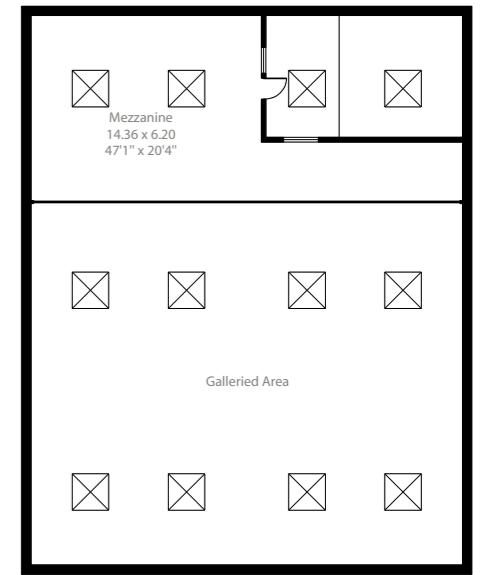 Mezzanine
14.36 x 6.20
47'1" x 20'4"
Galleried Area